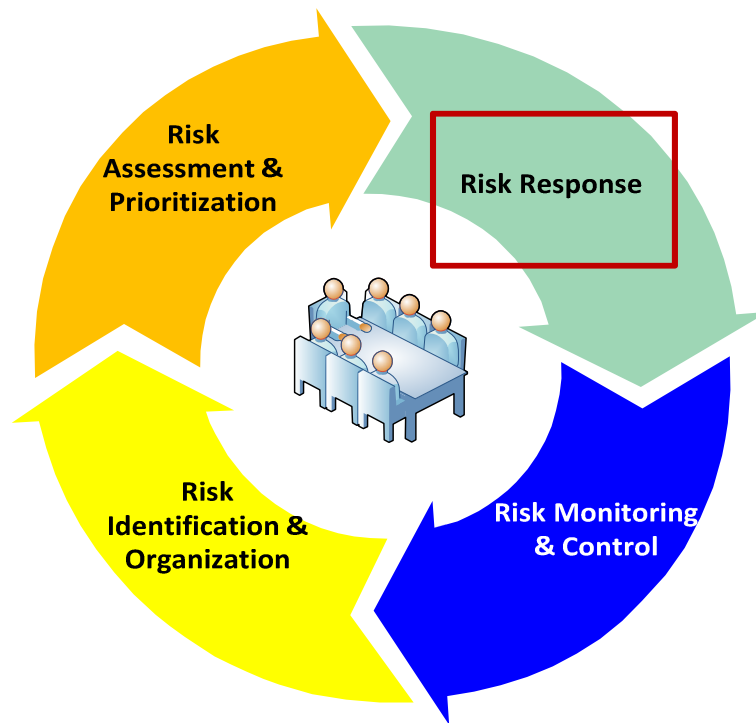 Risk
Assessment &
Prioritization
Risk Response
Risk Monitoring
& Control
Risk
Identification &
Organization